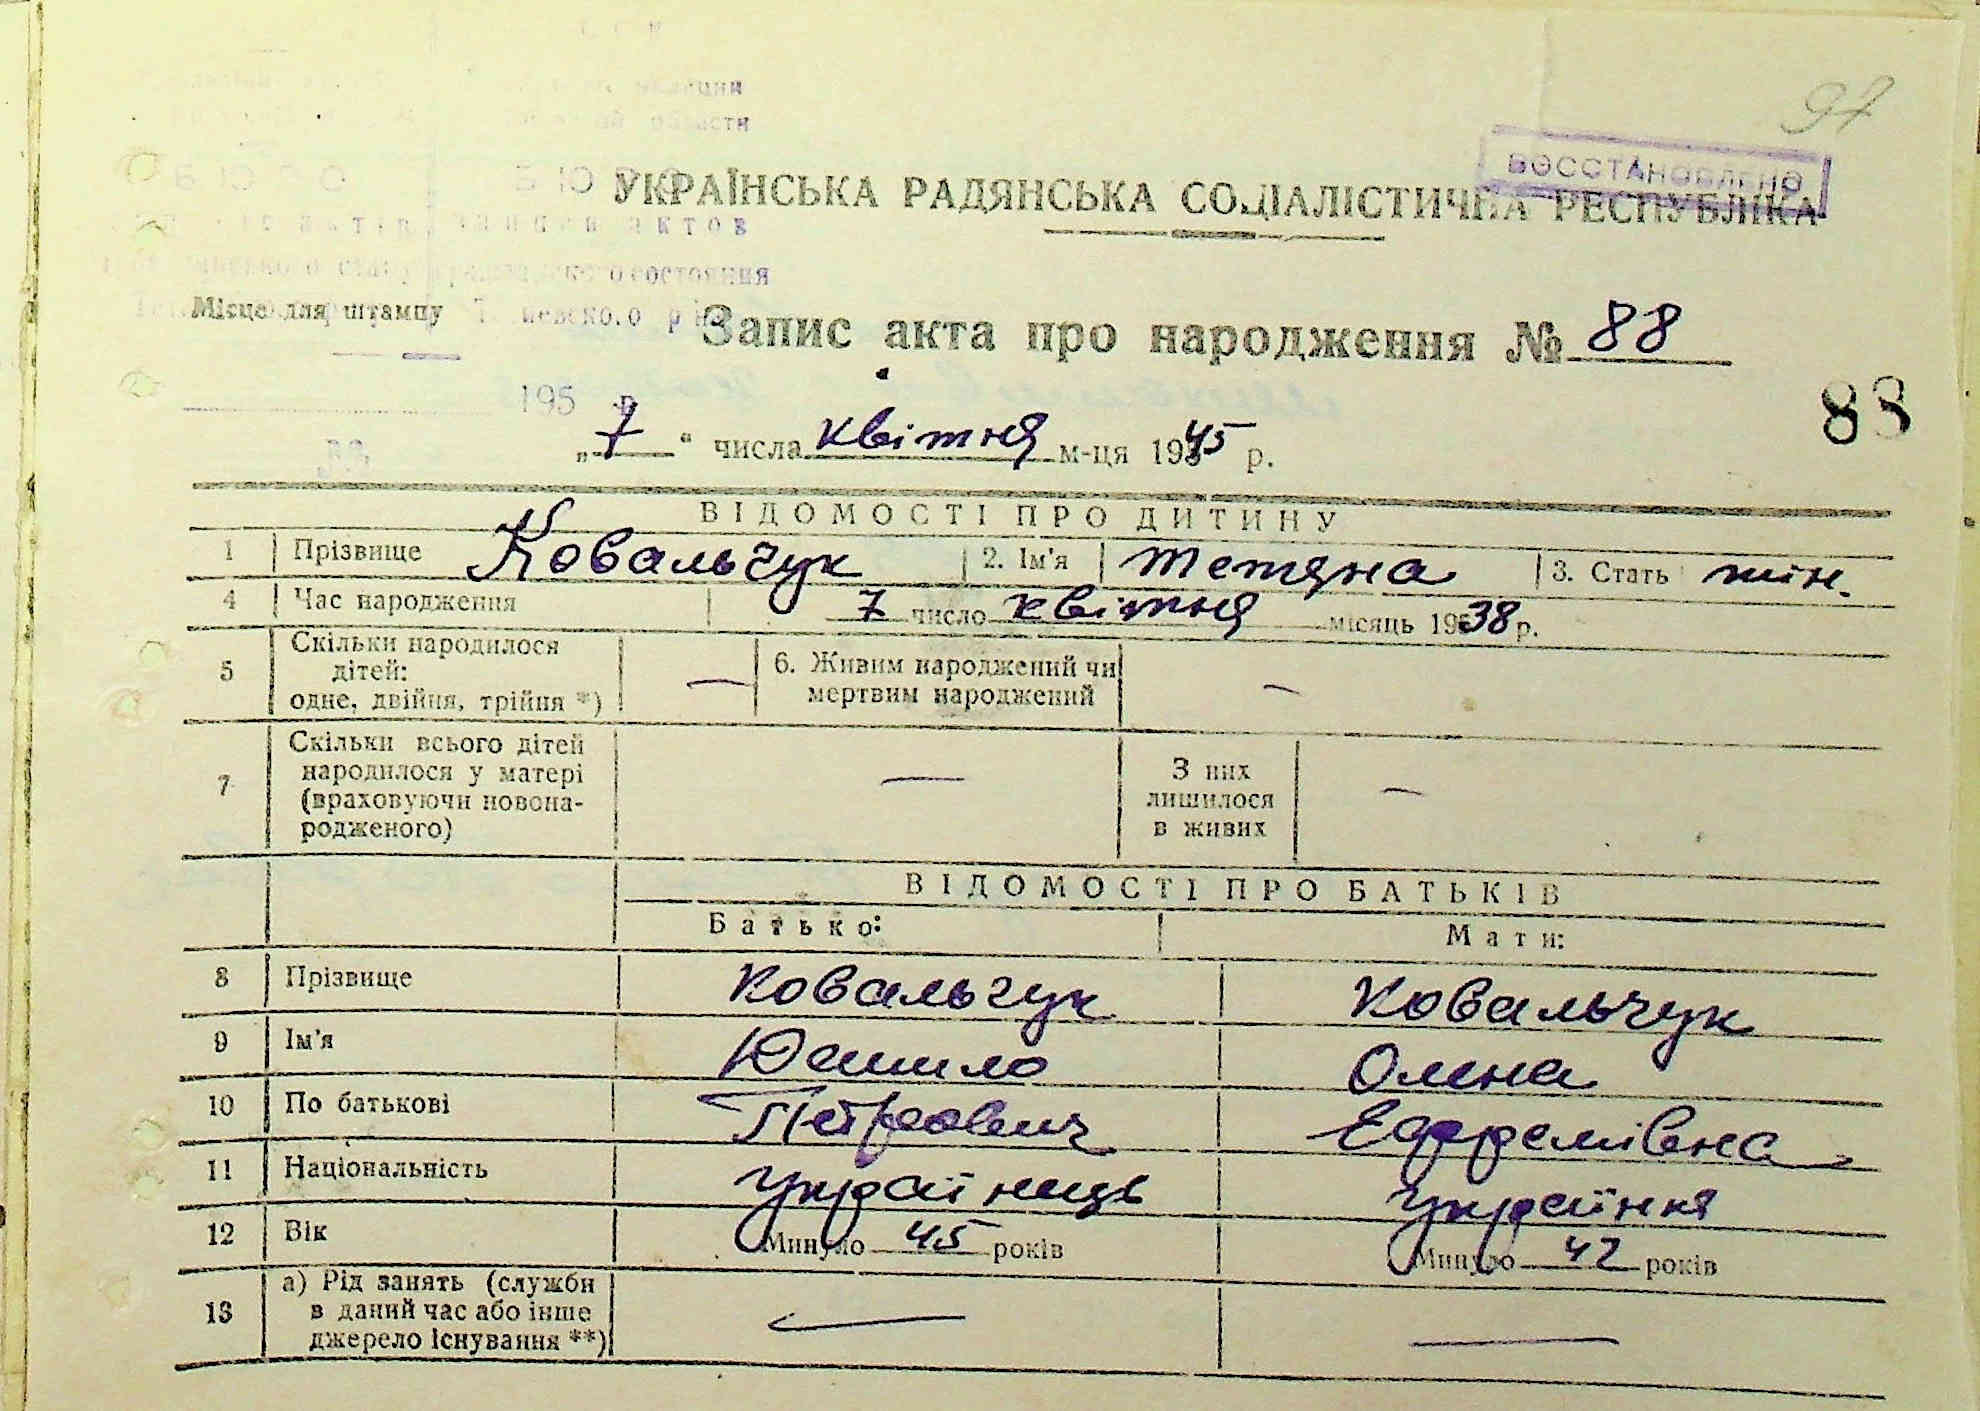 97
ВОССТАНОВЛЕНО
УКРАЇНСЬКА РАДЯНСЬКА СОЦІАЛІСТИЧНА РЕСПУБЛІКА
Місце для штампу
Запис акта про народження № 88
195 р.
88
„7“ числа квітня м-ця 1945 р.
ВІДОМОСТІ ПРО ДИТИНУ
1 Прізвище Ковальчук 2. Ім'я Тетяна 3. Стать жін.
4 Час народження 7 число квітня місяць 1938 р.
5 Скільки народилося дітей: одне, двійня, трійня *) — 6. Живим народжений чи мертвим народжений —
7 Скільки всього дітей народилося у матері (враховуючи новона-родженого) — З них лишилося в живих —
ВІДОМОСТІ ПРО БАТЬКІВ
Батько: Мати:
8 Прізвище Ковальчук Ковальчук
9 Ім'я Юхим Олена
10 По батькові Петрович Ефремівна
11 Національність Українець Українка
12 Вік Минуло 45 років Минуло 42 років
13 а) Рід занять (служби в даний час або інше джерело існування **) — —